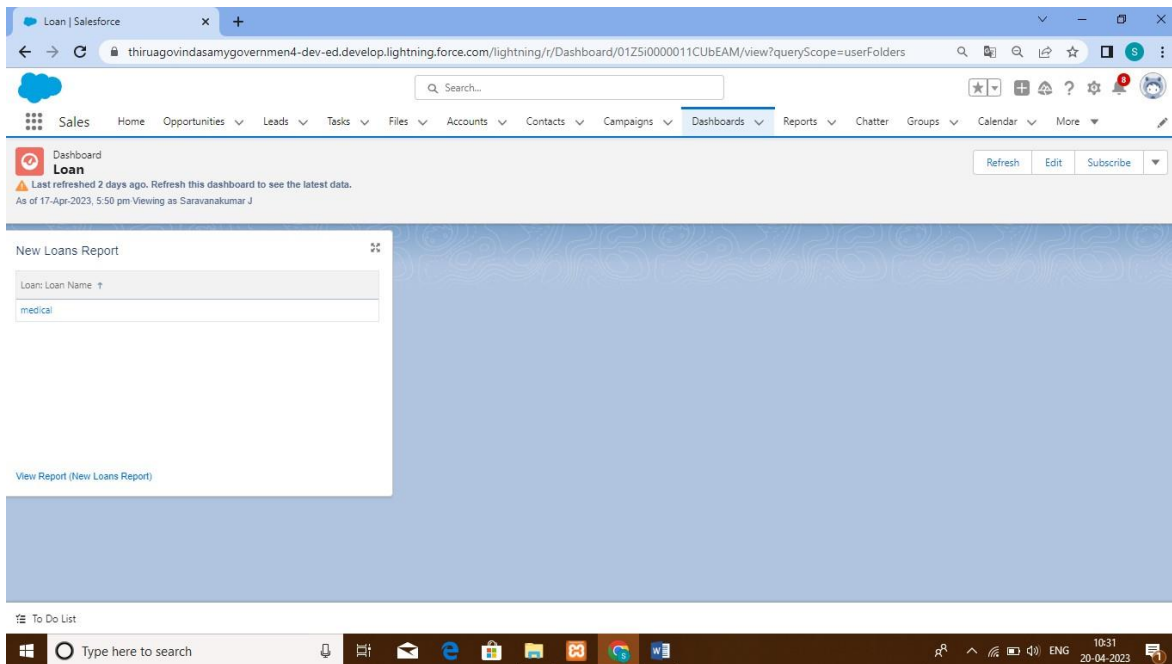 Loan | Salesforce
thiruagovindasamygovernmen4-dev-ed.develop.lightning.force.com/lightning/r/Dashboard/01Z5i0000011CUbEAM/view?queryScope=userFolders
S
Search...
8
Sales Home Opportunities Leads Tasks Files Accounts Contacts Campaigns Dashboards Reports Chatter Groups Calendar More
Dashboard
Loan
Refresh Edit Subscribe
Last refreshed 2 days ago. Refresh this dashboard to see the latest data.
As of 17-Apr-2023, 5:50 pm Viewing as Saravanakumar J
New Loans Report
Loan: Loan Name ↑
medical
View Report (New Loans Report)
To Do List
Type here to search
ENG
10:31
20-04-2023